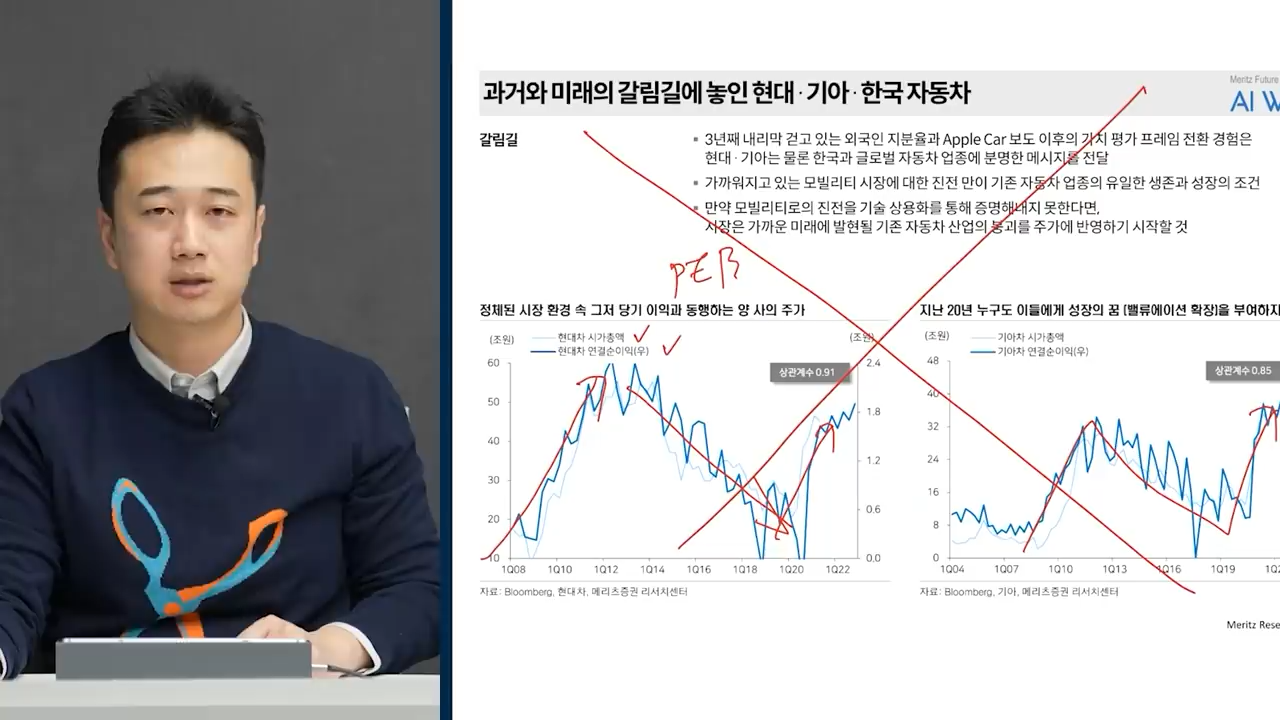 과거와 미래의 갈림길에 놓인 현대·기아·한국 자동차
Meritz Future
AI W
갈림길
▪ 3년째 내리막 걷고 있는 외국인 지분율과 Apple Car 보도 이후의 가치 평가 프레임 전환 경험은
현대·기아는 물론 한국과 글로벌 자동차 업종에 분명한 메시지를 전달
▪ 가까워지고 있는 모빌리티 시장에 대한 진전 만이 기존 자동차 업종의 유일한 생존과 성장의 조건
▪ 만약 모빌리티로의 진전을 기술 상용화를 통해 증명해내지 못한다면,
시장은 가까운 미래에 발현될 기존 자동차 산업의 붕괴를 주가에 반영하기 시작할 것
정체된 시장 환경 속 그저 당기 이익과 동행하는 양 사의 주가
(조원)
현대차 시가총액
현대차 연결순이익(우)
(조원)
상관계수 0.91
60
50
40
30
20
10
2.4
1.8
1.2
0.6
0.0
1Q08 1Q10 1Q12 1Q14 1Q16 1Q18 1Q20 1Q22
자료: Bloomberg, 현대차, 메리츠증권 리서치센터
지난 20년 누구도 이들에게 성장의 꿈 (밸류에이션 확장)을 부여하지
(조원)
기아차 시가총액
기아차 연결순이익(우)
상관계수 0.85
48
40
32
24
16
8
0
1Q04 1Q07 1Q10 1Q13 1Q16 1Q19 1Q2
자료: Bloomberg, 기아, 메리츠증권 리서치센터
Meritz Rese